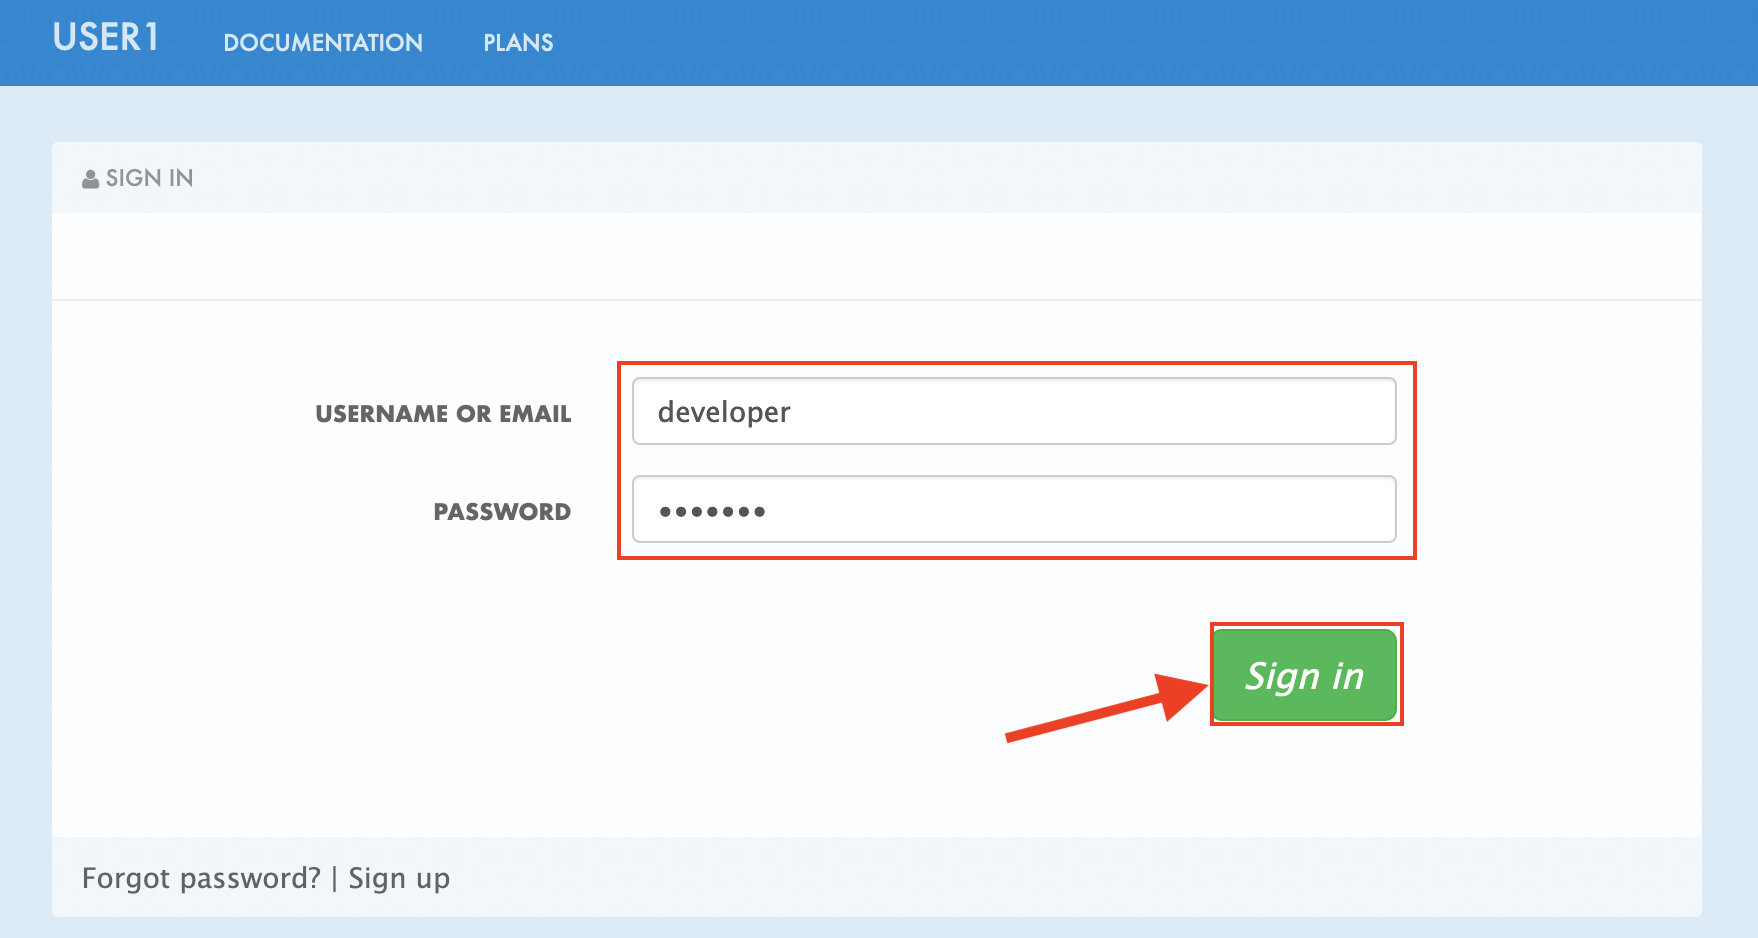 USER1 DOCUMENTATION PLANS
SIGN IN
USERNAME OR EMAIL developer
PASSWORD •••••••
Sign in
Forgot password? | Sign up